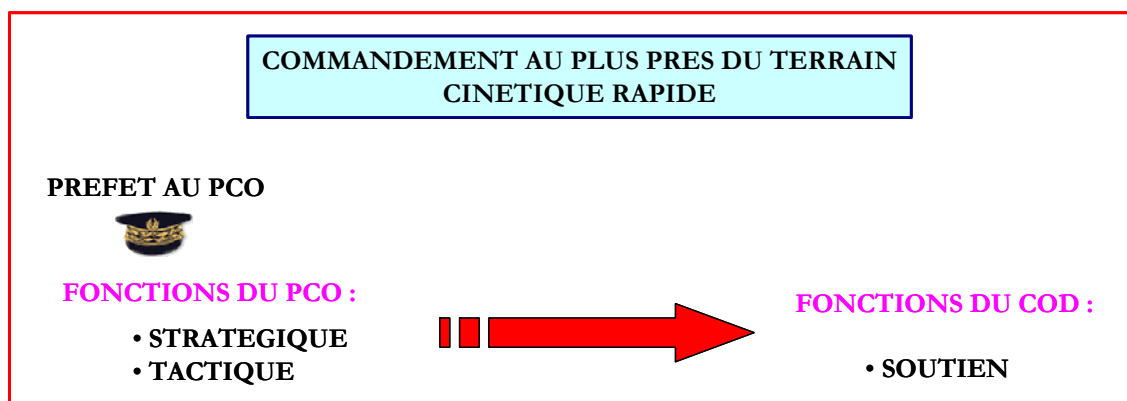 COMMANDEMENT AU PLUS PRES DU TERRAIN
CINETIQUE RAPIDE
PREFET AU PCO
FONCTIONS DU PCO :
• STRATEGIQUE
• TACTIQUE
FONCTIONS DU COD :
• SOUTIEN